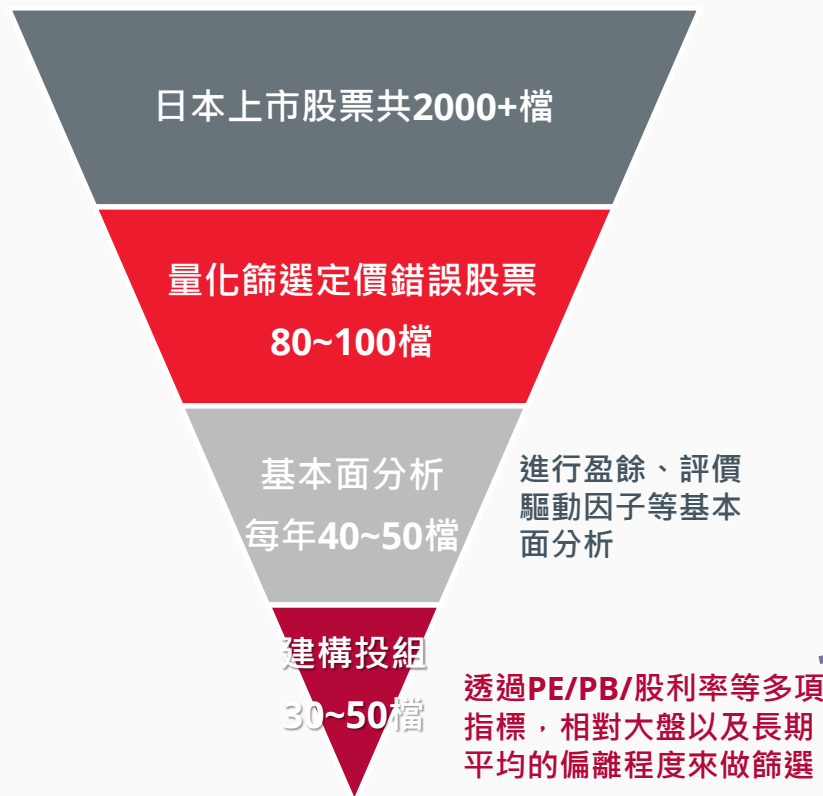 日本上市股票共2000+檔
量化篩選定價錯誤股票
80~100檔
基本面分析
每年40~50檔
進行盈餘、評價
驅動因子等基本
面分析
建構投組
30~50檔
透過PE/PB/股利率等多項
指標，相對大盤以及長期
平均的偏離程度來做篩選